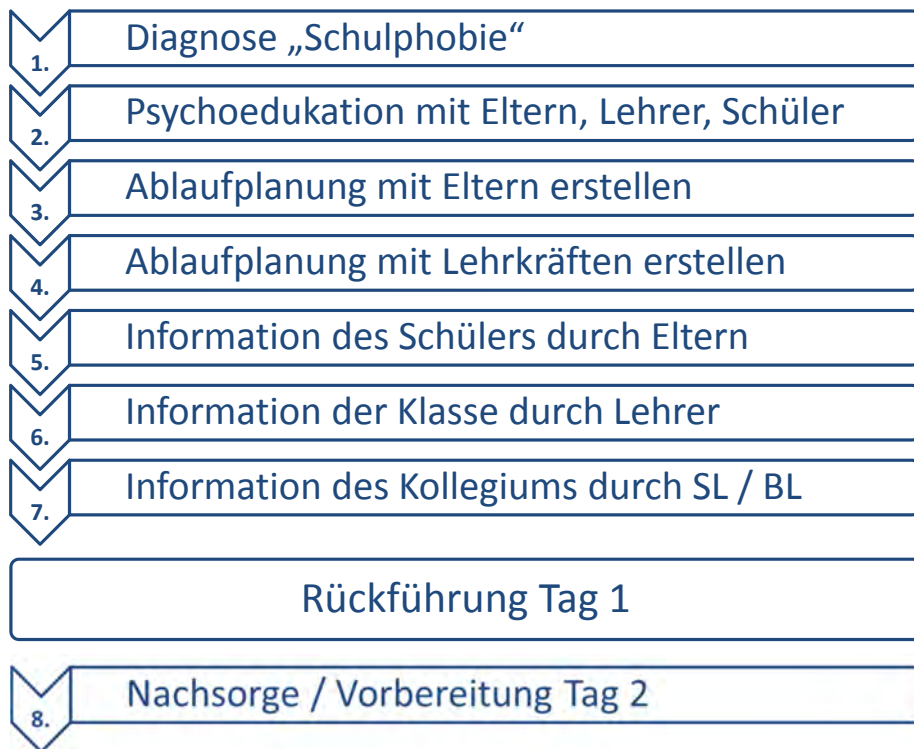 1. Diagnose „Schulphobie“
2. Psychoedukation mit Eltern, Lehrer, Schüler
3. Ablaufplanung mit Eltern erstellen
4. Ablaufplanung mit Lehrkräften erstellen
5. Information des Schülers durch Eltern
6. Information der Klasse durch Lehrer
7. Information des Kollegiums durch SL / BL
Rückführung Tag 1
8. Nachsorge / Vorbereitung Tag 2